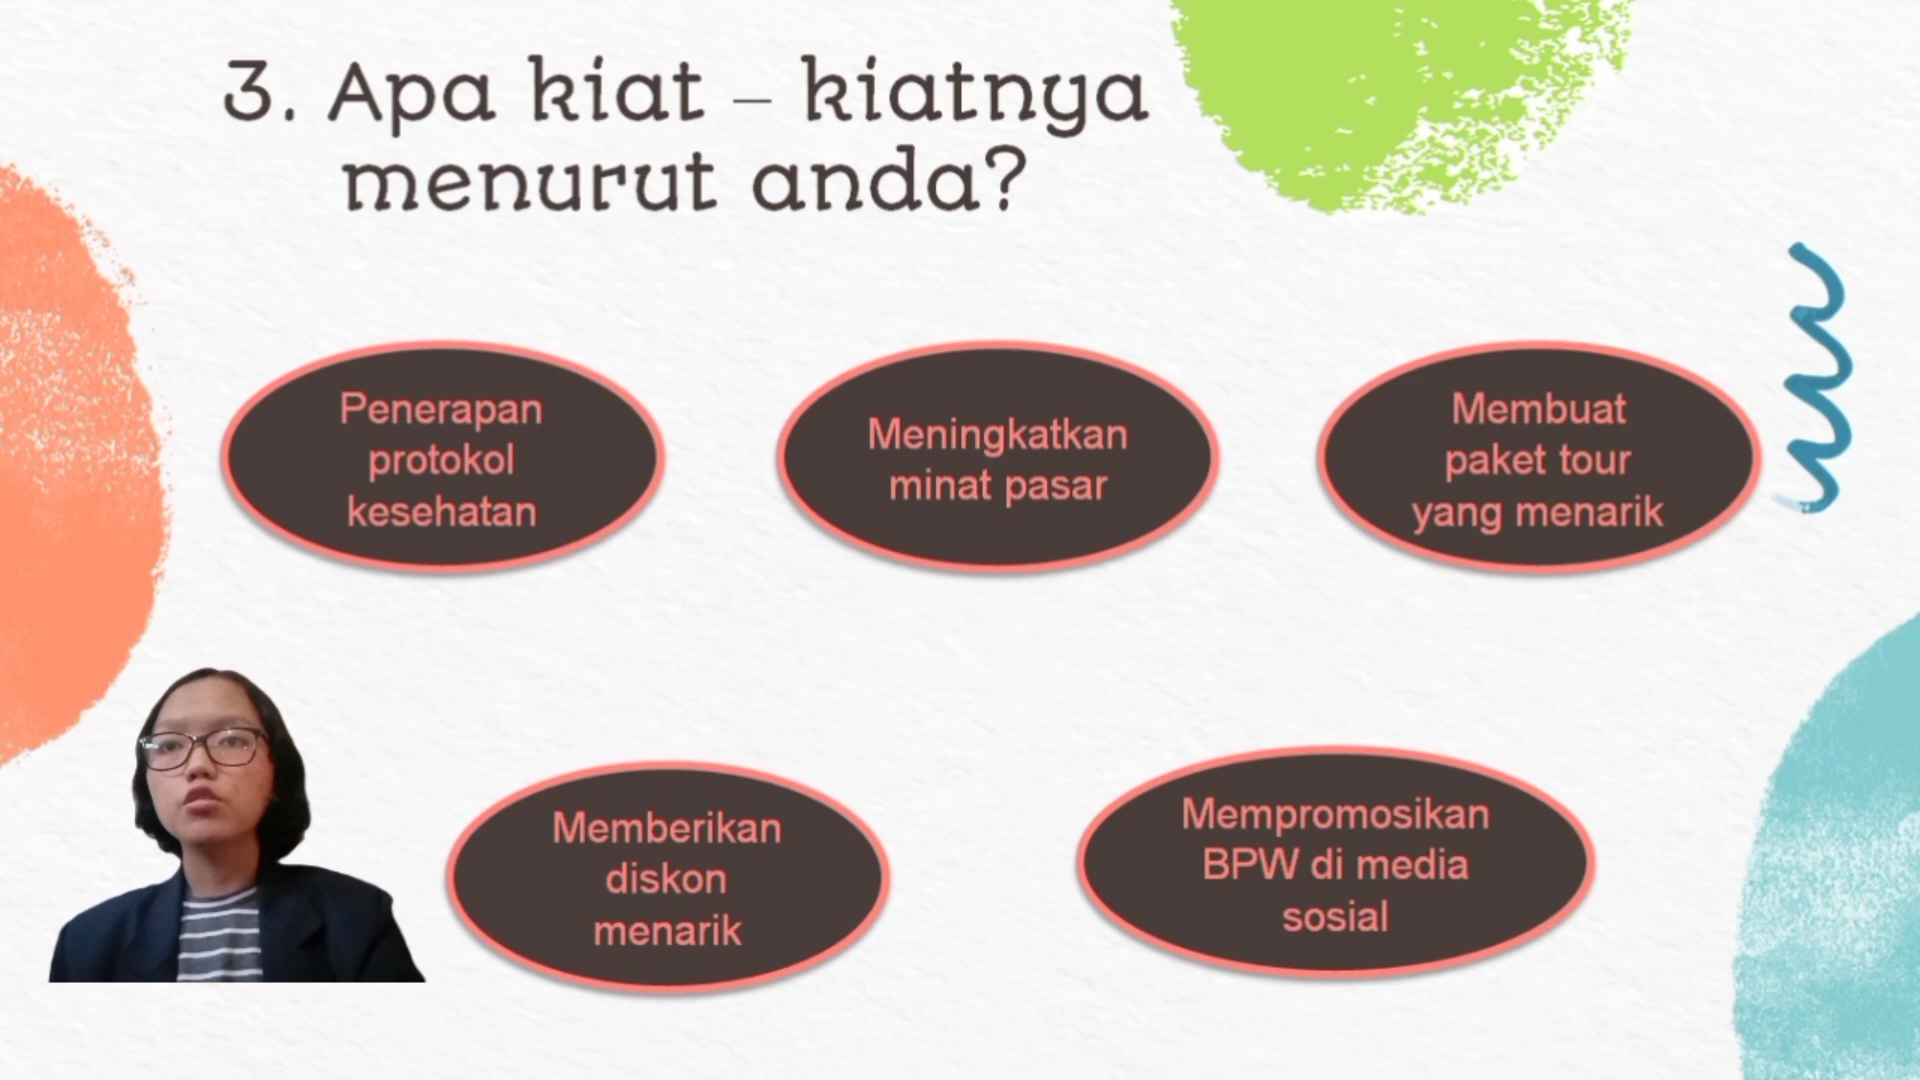 3. Apa kiat – kiatnya
menurut anda?
Penerapan
protokol
kesehatan
Meningkatkan
minat pasar
Membuat
paket tour
yang menarik
Memberikan
diskon
menarik
Mempromosikan
BPW di media
sosial